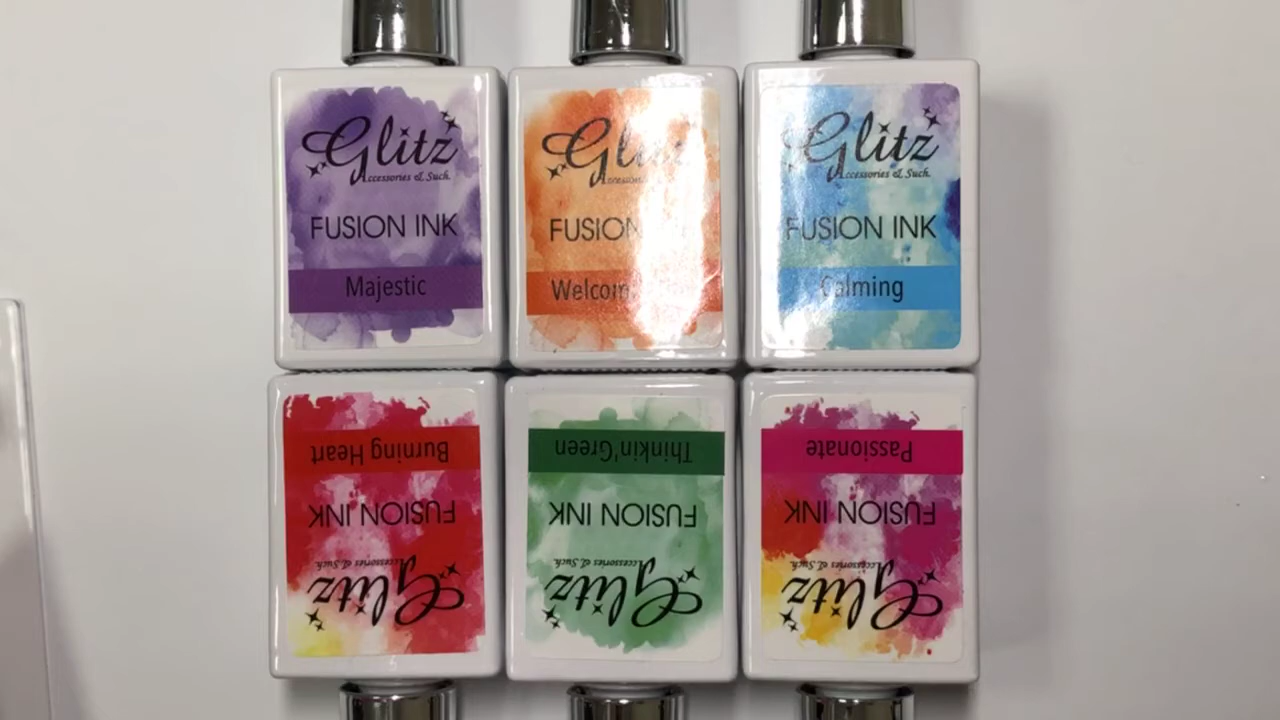 Glitz
Accessories & Such.
FUSION INK
Majestic
Glitz
Accessories
FUSION
Glitz
Accessories & Such.
FUSION INK
Calming
Burning Heart
FUSION INK
Glitz
Accessories & Such.
Thinkin'Green
FUSION INK
Glitz
Accessories & Such.
Passionate
FUSION INK
Glitz
Accessories & Such.